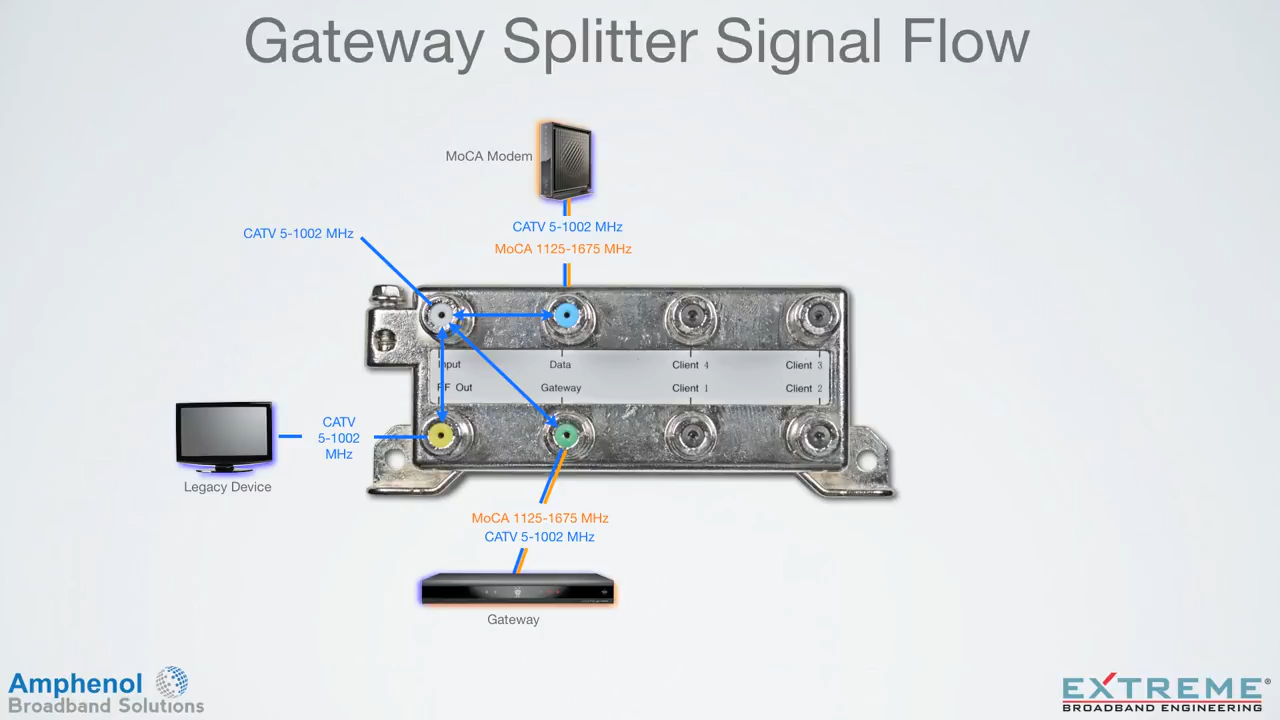 Gateway Splitter Signal Flow
MoCA Modem
CATV 5-1002 MHz
CATV 5-1002 MHz
MoCA 1125-1675 MHz
Input
Data
Client 4
Client 3
RF Out
Gateway
Client 1
Client 2
CATV
5-1002
MHz
Legacy Device
MoCA 1125-1675 MHz
CATV 5-1002 MHz
Gateway
Amphenol
Broadband Solutions
EXTREME®
BROADBAND ENGINEERING